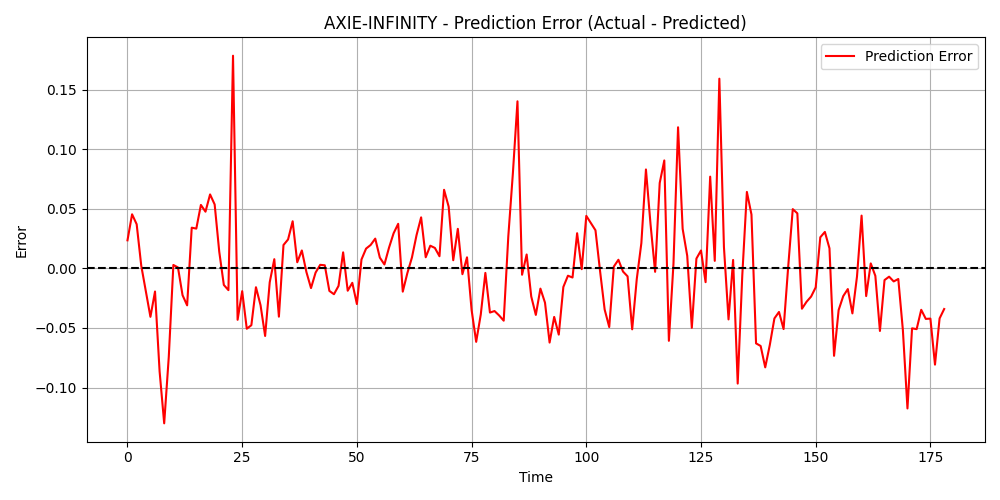 AXIE-INFINITY - Prediction Error (Actual - Predicted)
Prediction Error
0.15
0.10
0.05
0.00
−0.05
−0.10
Error
0 25 50 75 100 125 150 175
Time